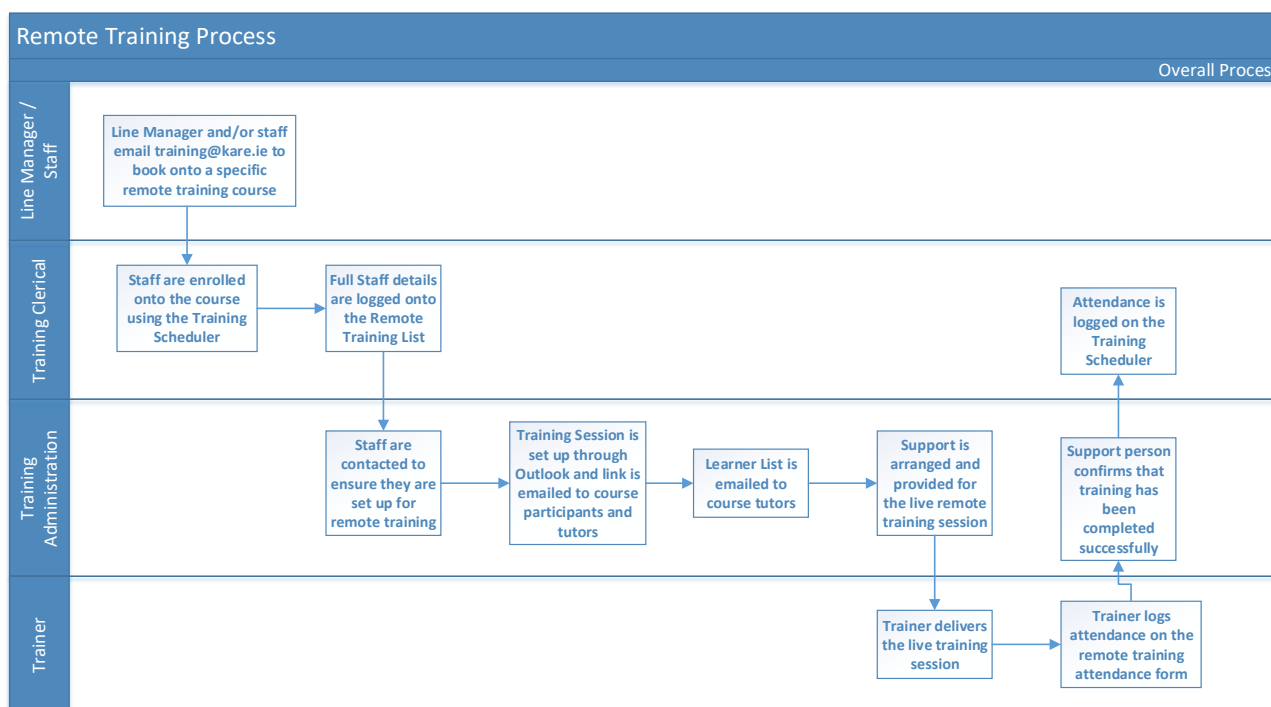 Remote Training Process
Overall Proces
Line Manager /
Staff
Line Manager and/or staff
email training@kare.ie to
book onto a specific
remote training course
Training Clerical
Staff are enrolled
onto the course
using the Training
Scheduler
Full Staff details
are logged onto
the Remote
Training List
Attendance is
logged on the
Training
Scheduler
Training
Administration
Staff are
contacted to
ensure they are
set up for
remote training
Training Session is
set up through
Outlook and link is
emailed to course
participants and
tutors
Learner List is
emailed to
course tutors
Support is
arranged and
provided for
the live remote
training session
Support person
confirms that
training has
been
completed
successfully
Trainer
Trainer delivers
the live training
session
Trainer logs
attendance on the
remote training
attendance form